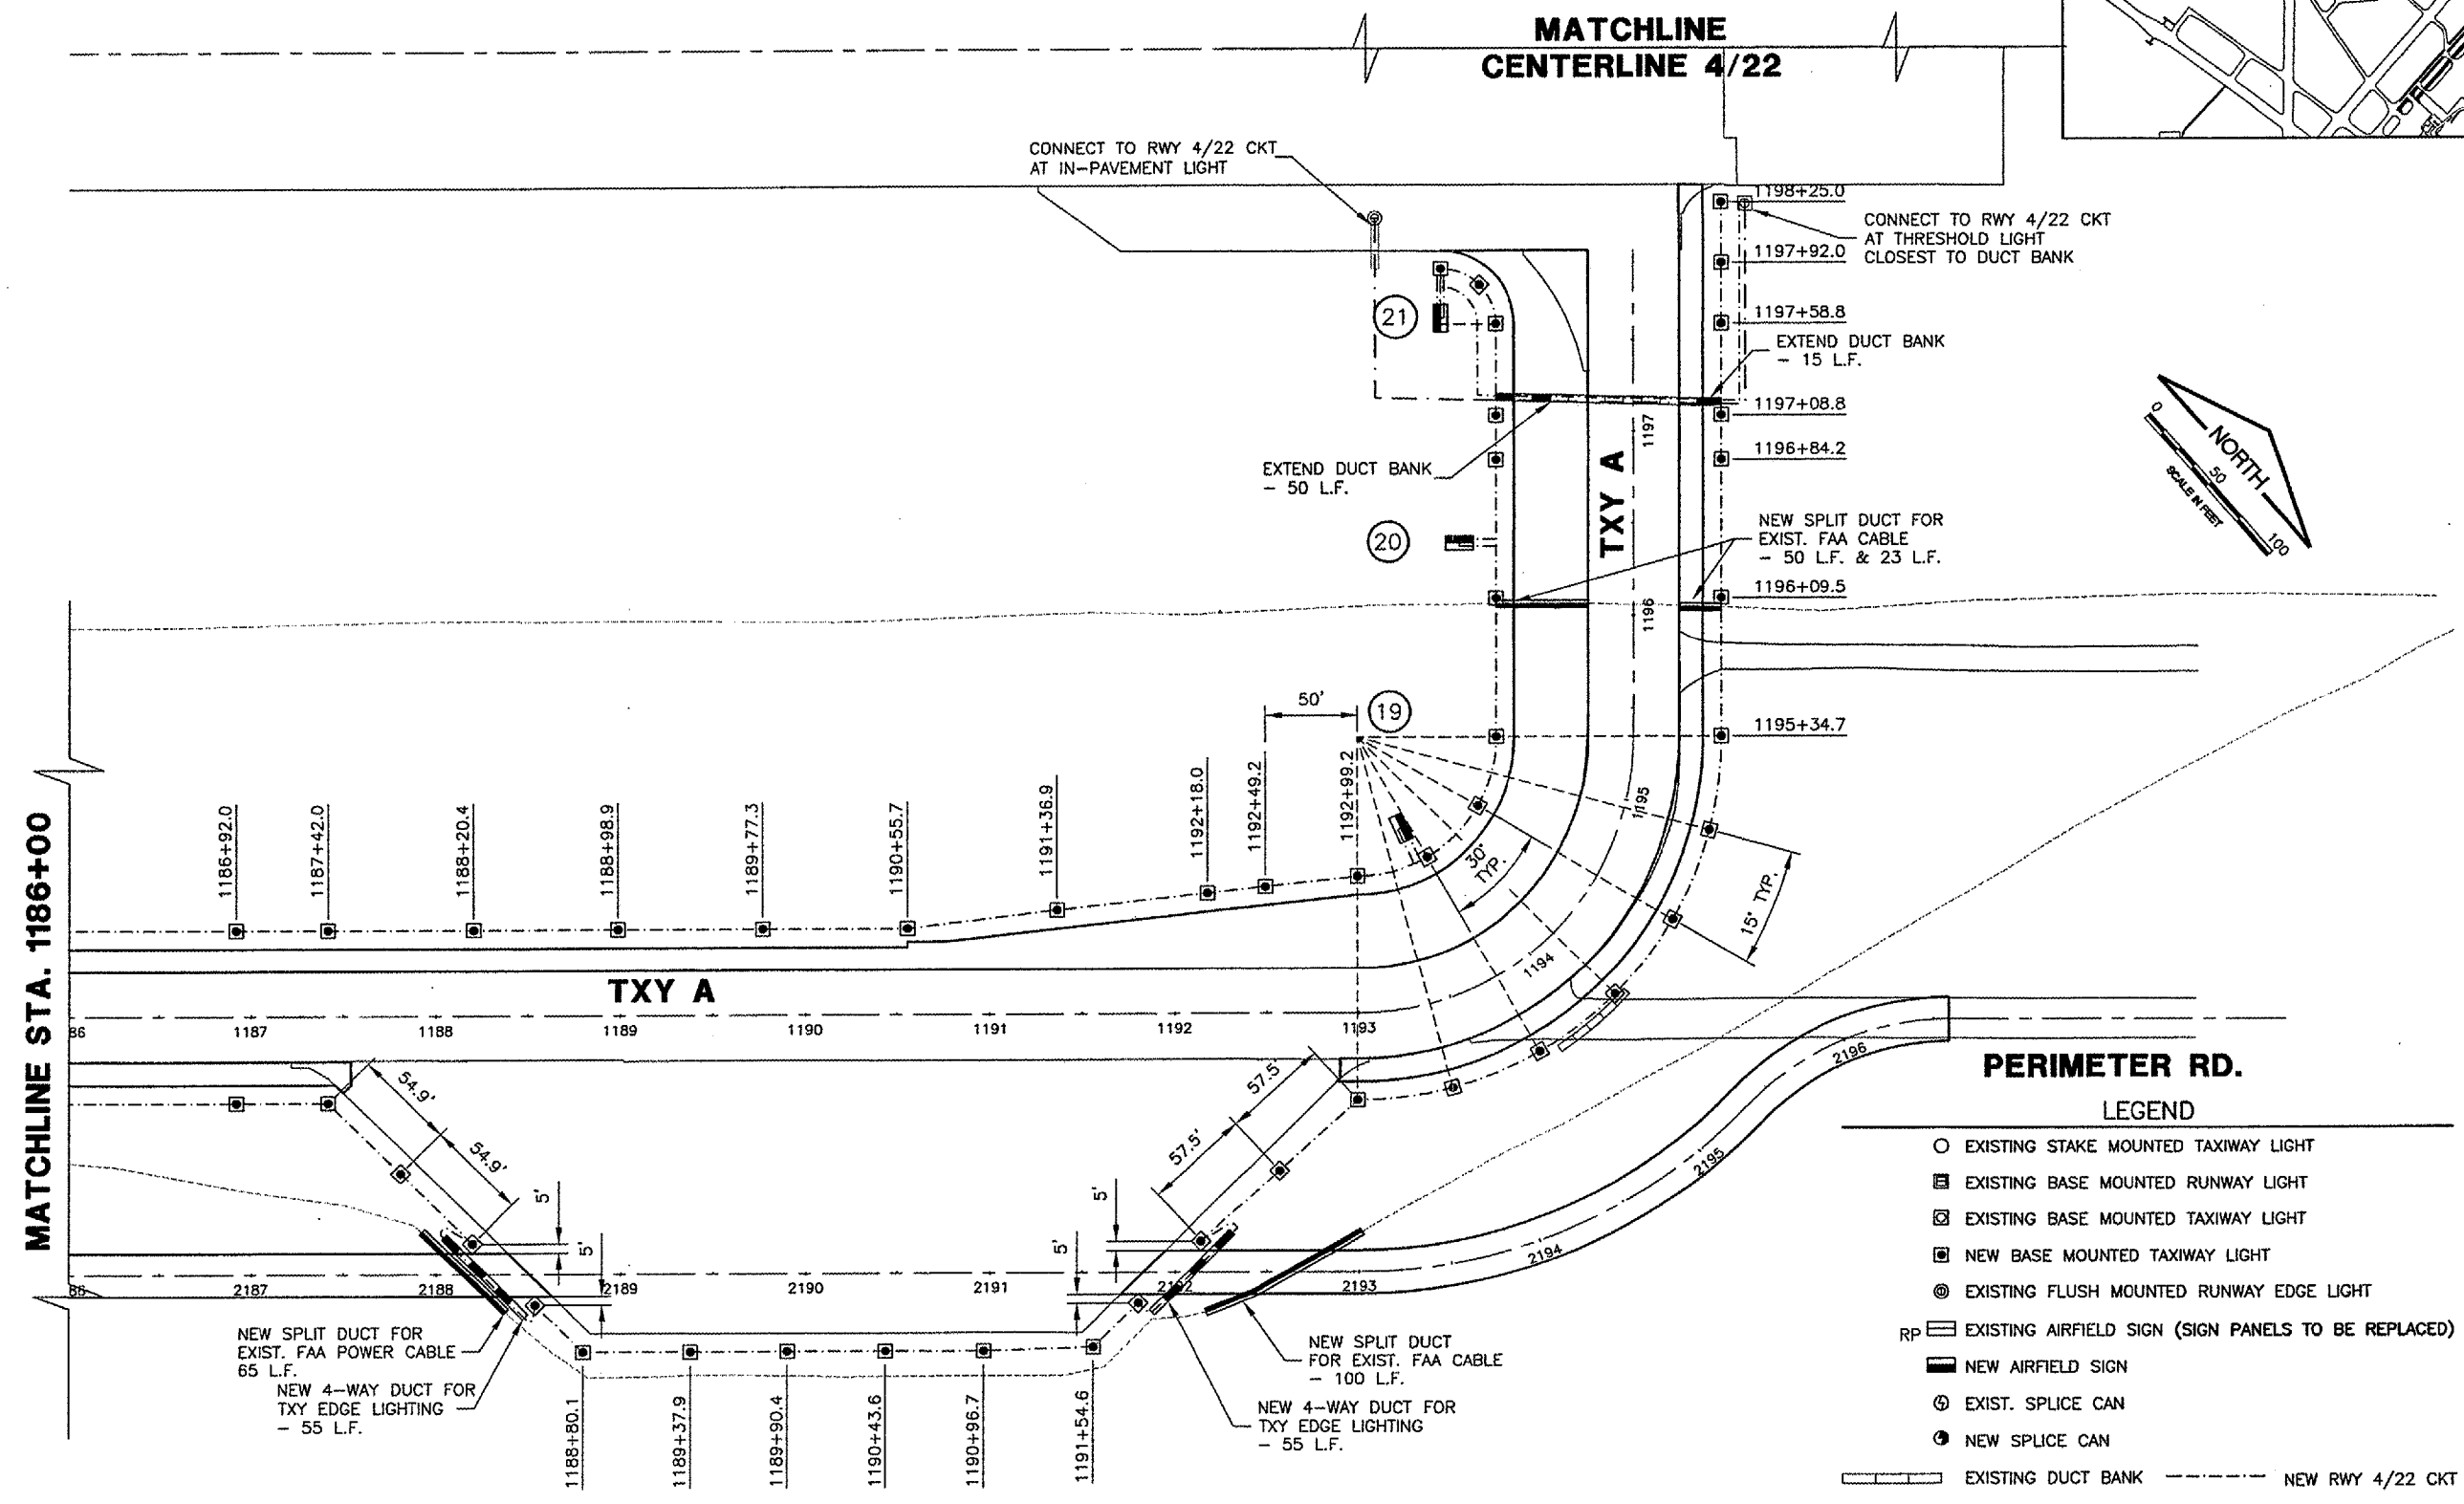 MATCHLINE
CENTERLINE 4/22
CONNECT TO RWY 4/22 CKT
AT IN-PAVEMENT LIGHT
1198+25.0
CONNECT TO RWY 4/22 CKT
AT THRESHOLD LIGHT
CLOSEST TO DUCT BANK
1197+92.0
21
1197+58.8
EXTEND DUCT BANK
- 15 L.F.
1197+08.8
1197
1196+84.2
EXTEND DUCT BANK
- 50 L.F.
TXY A
0
NORTH
50
100
SCALE IN FEET
20
NEW SPLIT DUCT FOR
EXIST. FAA CABLE
- 50 L.F. & 23 L.F.
1196+09.5
1196
50'
19
1195+34.7
1195
1186+92.0
1187+42.0
1188+20.4
1188+98.9
1189+77.3
1190+55.7
1191+36.9
1192+18.0
1192+49.2
1192+99.2
30°
TYP.
15° TYP.
1194
MATCHLINE STA. 1186+00
TXY A
86
1187
1188
1189
1190
1191
1192
1193
54.9'
54.9'
57.5'
57.5'
5'
5'
5'
5'
86
2187
2188
2189
2190
2191
2192
2193
2194
2195
2196
PERIMETER RD.
NEW SPLIT DUCT FOR
EXIST. FAA POWER CABLE
65 L.F.
NEW 4-WAY DUCT FOR
TXY EDGE LIGHTING
- 55 L.F.
1188+80.1
1189+37.9
1189+90.4
1190+43.6
1190+96.7
1191+54.6
NEW SPLIT DUCT
FOR EXIST. FAA CABLE
- 100 L.F.
NEW 4-WAY DUCT FOR
TXY EDGE LIGHTING
- 55 L.F.
LEGEND
EXISTING STAKE MOUNTED TAXIWAY LIGHT
EXISTING BASE MOUNTED RUNWAY LIGHT
EXISTING BASE MOUNTED TAXIWAY LIGHT
NEW BASE MOUNTED TAXIWAY LIGHT
EXISTING FLUSH MOUNTED RUNWAY EDGE LIGHT
RP EXISTING AIRFIELD SIGN (SIGN PANELS TO BE REPLACED)
NEW AIRFIELD SIGN
EXIST. SPLICE CAN
NEW SPLICE CAN
EXISTING DUCT BANK
NEW RWY 4/22 CKT